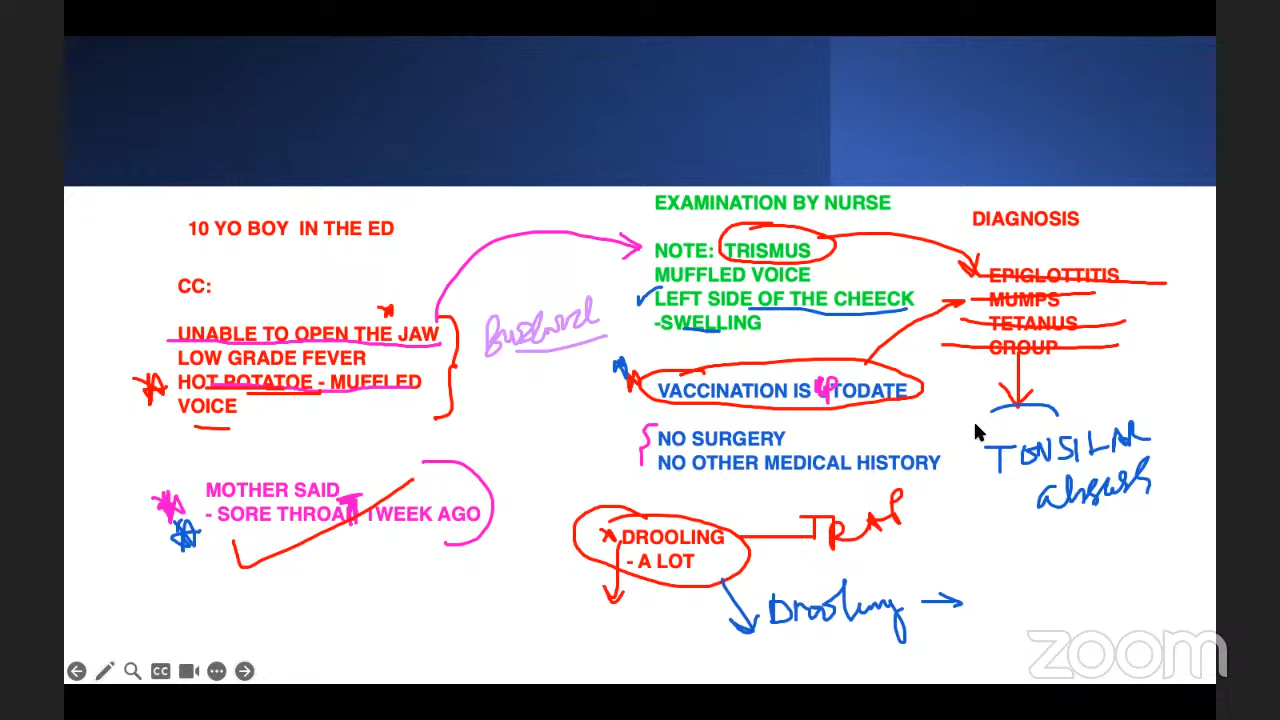 10 YO BOY IN THE ED
CC:
UNABLE TO OPEN THE JAW
LOW GRADE FEVER
HOT POTATOE - MUFFLED
VOICE
MOTHER SAID
- SORE THROAT 1WEEK AGO
EXAMINATION BY NURSE
NOTE: TRISMUS
MUFFLED VOICE
LEFT SIDE OF THE CHEECK
-SWELLING
VACCINATION IS UPTODATE
NO SURGERY
NO OTHER MEDICAL HISTORY
DROOLING
- A LOT
TRAP
Drooling →
DIAGNOSIS
EPIGLOTTITIS
MUMPS
TETANUS
CROUP
TONSILAR
abscess
CC
zoom